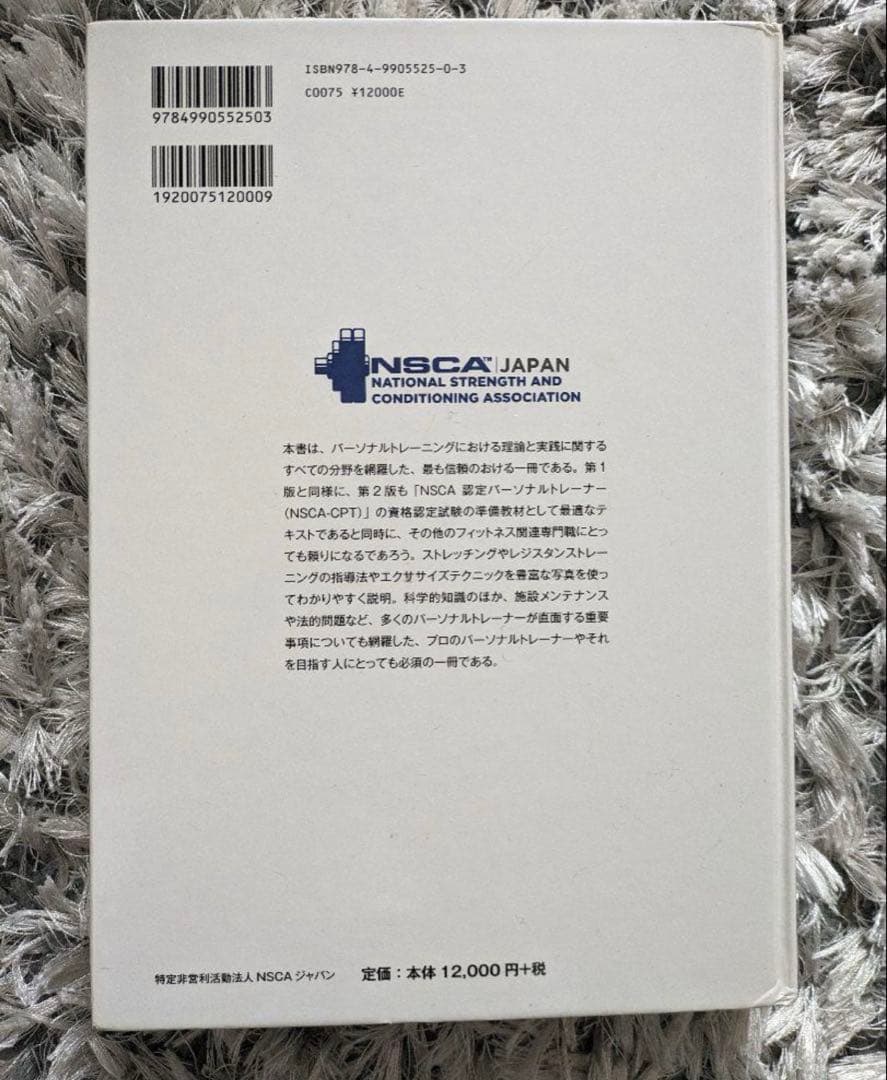 ISBN978-4-9905525-0-3
C0075 ¥12000E
9784990552503
1920075120009
NSCA™ | JAPAN
NATIONAL STRENGTH AND
CONDITIONING ASSOCIATION
本書は、パーソナルトレーニングにおける理論と実践に関する
すべての分野を網羅した、最も信頼のおける一冊である。第1
版と同様に、第2版も「NSCA 認定パーソナルトレーナー
(NSCA-CPT)」の資格認定試験の準備教材として最適なテ
キストであると同時に、その他のフィットネス関連専門職にとっ
ても頼りになるであろう。ストレッチングやレジスタンストレー
ニングの指導法やエクササイズテクニックを豊富な写真を使っ
てわかりやすく説明。科学的知識のほか、施設メンテナンス
や法的問題など、多くのパーソナルトレーナーが直面する重要
事項についても網羅した、プロのパーソナルトレーナーやそれ
を目指す人にとっても必須の一冊である。
特定非営利活動法人 NSCA ジャパン 定価:本体 12,000 円+税